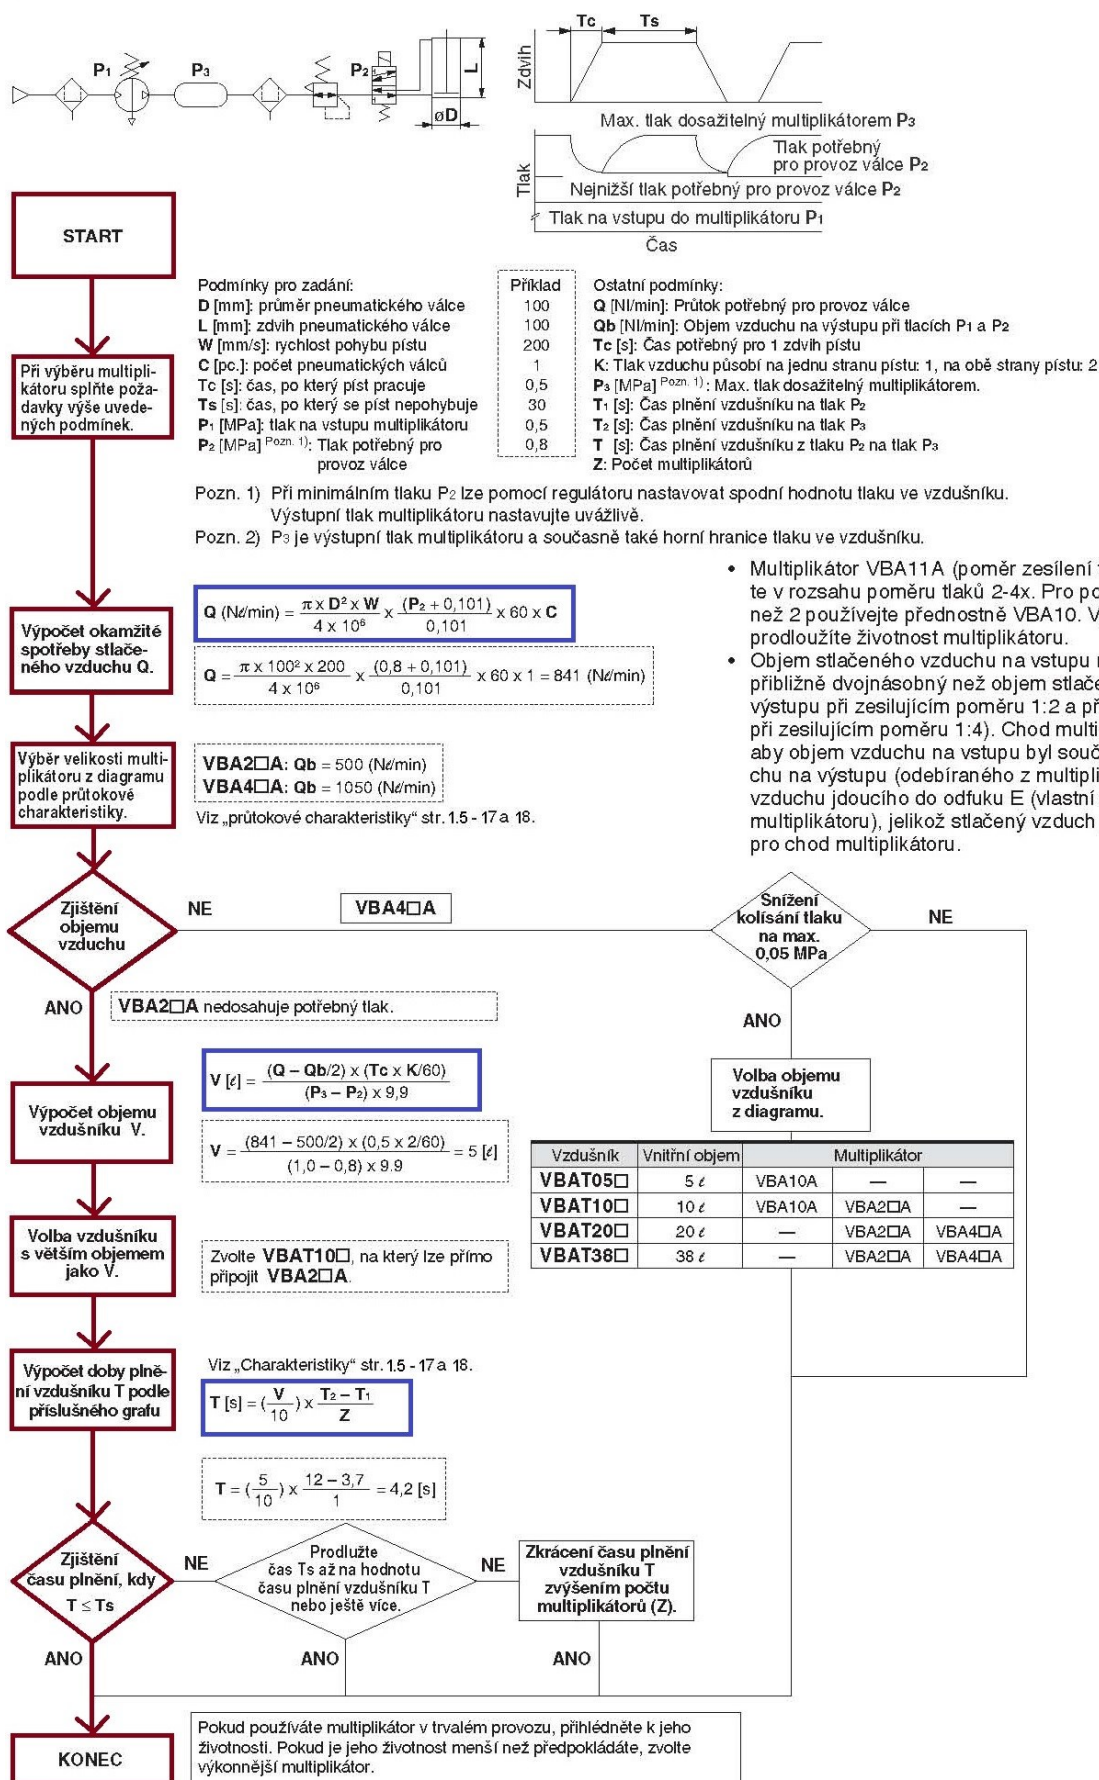 Tc Ts
P1 P3 P2 L
øD
Zdvih
Max. tlak dosažitelný multiplikátorem P3
Tlak potřebný
pro provoz válce P2
Tlak
Nejnižší tlak potřebný pro provoz válce P2
Tlak na vstupu do multiplikátoru P1
Čas
START
Podmínky pro zadání: Příklad Ostatní podmínky:
D [mm]: průměr pneumatického válce 100 Q [Nl/min]: Průtok potřebný pro provoz válce
L [mm]: zdvih pneumatického válce 100 Qb [Nl/min]: Objem vzduchu na výstupu při tlacích P1 a P2
W [mm/s]: rychlost pohybu pístu 200 Tc [s]: Čas potřebný pro 1 zdvih pístu
C [pc.]: počet pneumatických válců 1 K: Tlak vzduchu působí na jednu stranu pístu: 1, na obě strany pístu: 2
Tc [s]: čas, po který píst pracuje 0,5 P3 [MPa] Pozn. 1): Max. tlak dosažitelný multiplikátorem.
Ts [s]: čas, po který se píst nepohybuje 30 T1 [s]: Čas plnění vzdušníku na tlak P2
P1 [MPa]: tlak na vstupu multiplikátoru 0,5 T2 [s]: Čas plnění vzdušníku na tlak P3
P2 [MPa] Pozn. 1): Tlak potřebný pro 0,8 T [s]: Čas plnění vzdušníku z tlaku P2 na tlak P3
provoz válce Z: Počet multiplikátorů
Při výběru multipli-
kátoru splňte poža-
davky výše uvede-
ných podmínek.
Pozn. 1) Při minimálním tlaku P2 lze pomocí regulátoru nastavovat spodní hodnotu tlaku ve vzdušníku.
Výstupní tlak multiplikátoru nastavujte uvážlivě.
Pozn. 2) P3 je výstupní tlak multiplikátoru a současně také horní hranice tlaku ve vzdušníku.
• Multiplikátor VBA11A (poměr zesílení
te v rozsahu poměru tlaků 2-4x. Pro po
než 2 používejte přednostně VBA10. V
prodloužíte životnost multiplikátoru.
• Objem stlačeného vzduchu na vstupu
přibližně dvojnásobný než objem stlače
výstupu při zesilujícím poměru 1:2 a př
při zesilujícím poměru 1:4). Chod multi
aby objem vzduchu na vstupu byl souč
chu na výstupu (odebíraného z multipli
vzduchu jdoucího do odfuku E (vlastní
multiplikátoru), jelikož stlačený vzduch
pro chod multiplikátoru.
Výpočet okamžité
spotřeby stlače-
ného vzduchu Q.
Q (Nℓ/min) = π x D² x W / 4 x 10⁶ x (P2 + 0,101) / 0,101 x 60 x C
Q = π x 100² x 200 / 4 x 10⁶ x (0,8 + 0,101) / 0,101 x 60 x 1 = 841 (Nℓ/min)
Výběr velikosti multi-
plikátoru z diagramu
podle průtokové
charakteristiky.
VBA2□A: Qb = 500 (Nℓ/min)
VBA4□A: Qb = 1050 (Nℓ/min)
Viz „průtokové charakteristiky“ str. 1.5 - 17 a 18.
Zjištění
objemu
vzduchu
NE
VBA4□A
Snížení
kolísání tlaku
na max.
0,05 MPa
NE
ANO
VBA2□A nedosahuje potřebný tlak.
ANO
Volba objemu
vzdušníku
z diagramu.
Výpočet objemu
vzdušníku V.
V [ℓ] = (Q – Qb/2) x (Tc x K/60) / (P3 – P2) x 9,9
V = (841 – 500/2) x (0,5 x 2/60) / (1,0 – 0,8) x 9.9 = 5 [ℓ]
Vzdušník Vnitřní objem Multiplikátor
VBAT05□ 5 ℓ VBA10A — —
VBAT10□ 10 ℓ VBA10A VBA2□A —
VBAT20□ 20 ℓ — VBA2□A VBA4□A
VBAT38□ 38 ℓ — VBA2□A VBA4□A
Volba vzdušníku
s větším objemem
jako V.
Zvolte VBAT10□, na který lze přímo
připojit VBA2□A.
Výpočet doby plně-
ní vzdušníku T podle
příslušného grafu
Viz „Charakteristiky“ str. 1.5 - 17 a 18.
T [s] = (V / 10) x T2 – T1 / Z
T = (5 / 10) x 12 – 3,7 / 1 = 4,2 [s]
Zjištění
času plnění, kdy
T ≤ Ts
NE
Prodlužte
čas Ts až na hodnotu
času plnění vzdušníku T
nebo ještě více.
NE
Zkrácení času plnění
vzdušníku T
zvýšením počtu
multiplikátorů (Z).
ANO ANO ANO
KONEC
Pokud používáte multiplikátor v trvalém provozu, přihlédněte k jeho
životnosti. Pokud je jeho životnost menší než předpokládáte, zvolte
výkonnější multiplikátor.